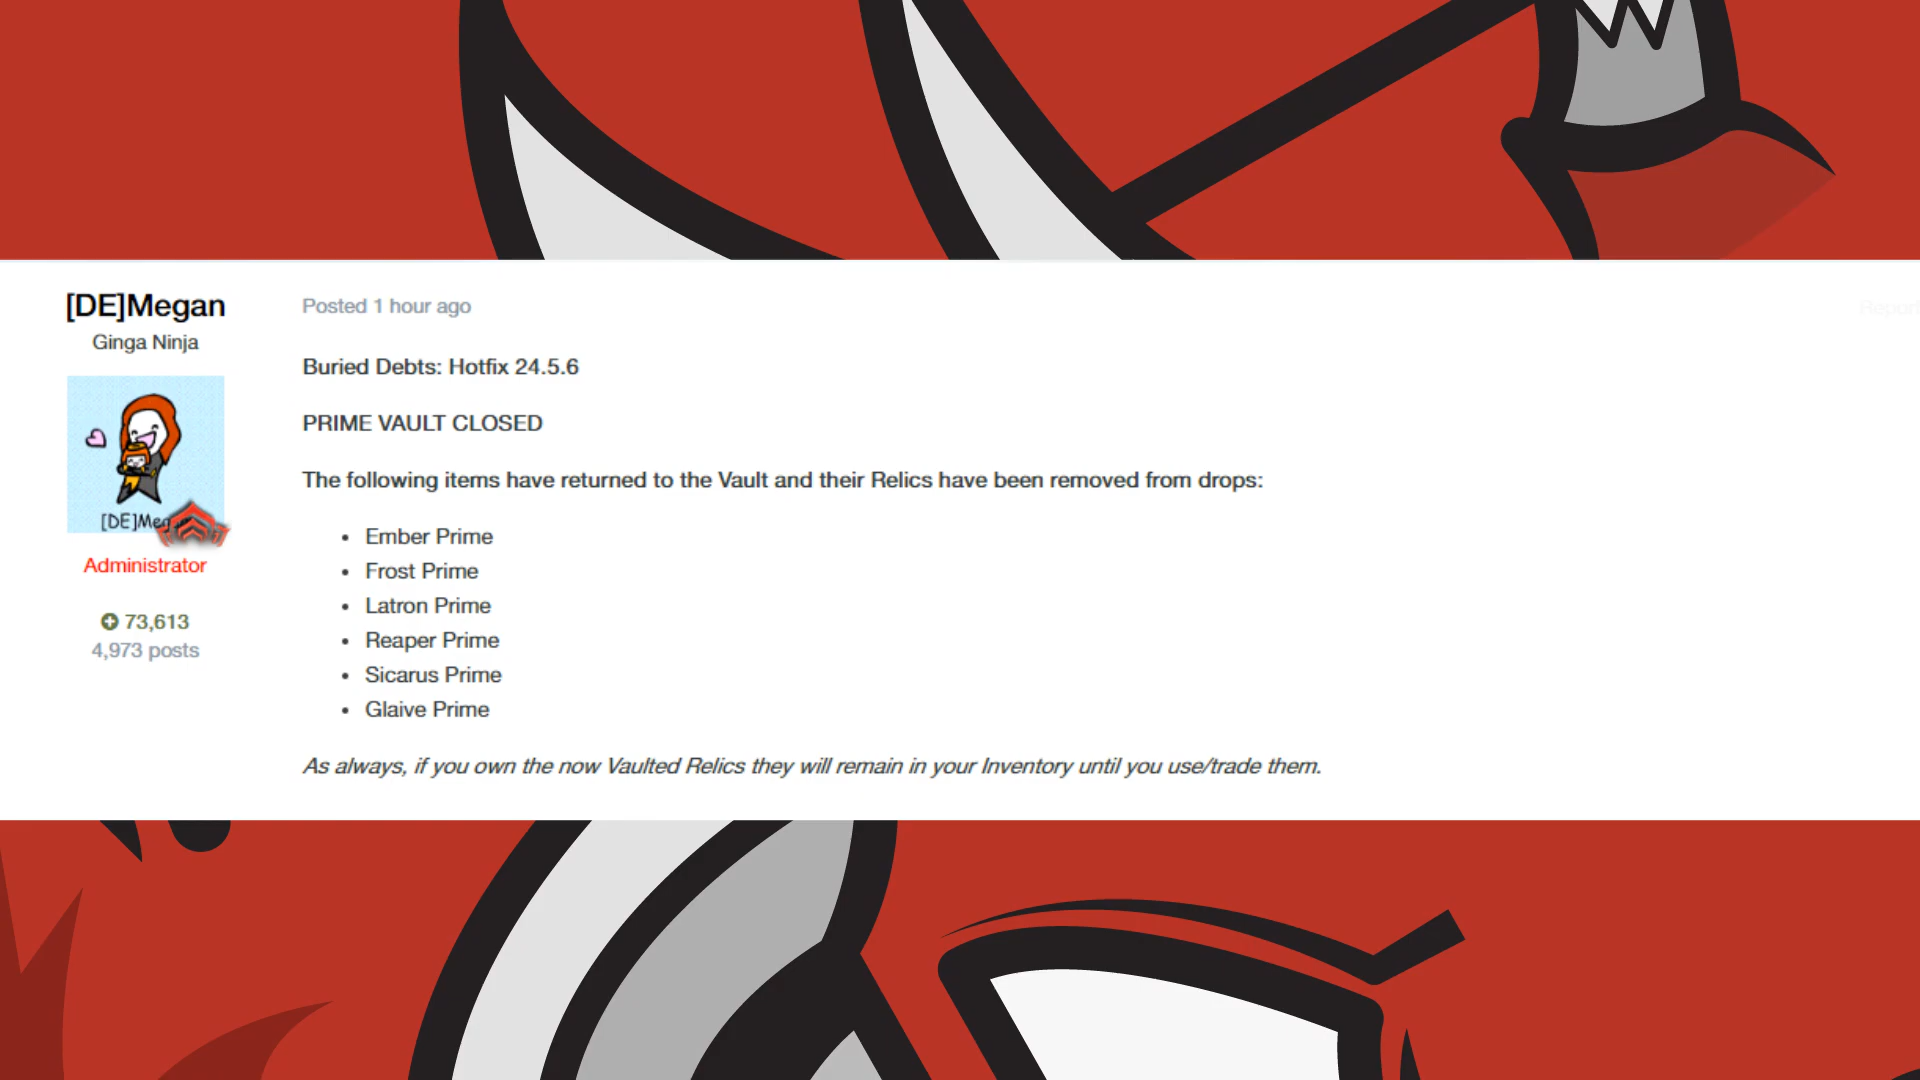 [DE]Megan
Ginga Ninja
[DE]Meg
Administrator
73,613
4,973 posts
Posted 1 hour ago
Report
Buried Debts: Hotfix 24.5.6
PRIME VAULT CLOSED
The following items have returned to the Vault and their Relics have been removed from drops:
• Ember Prime
• Frost Prime
• Latron Prime
• Reaper Prime
• Sicarus Prime
• Glaive Prime
As always, if you own the now Vaulted Relics they will remain in your Inventory until you use/trade them.